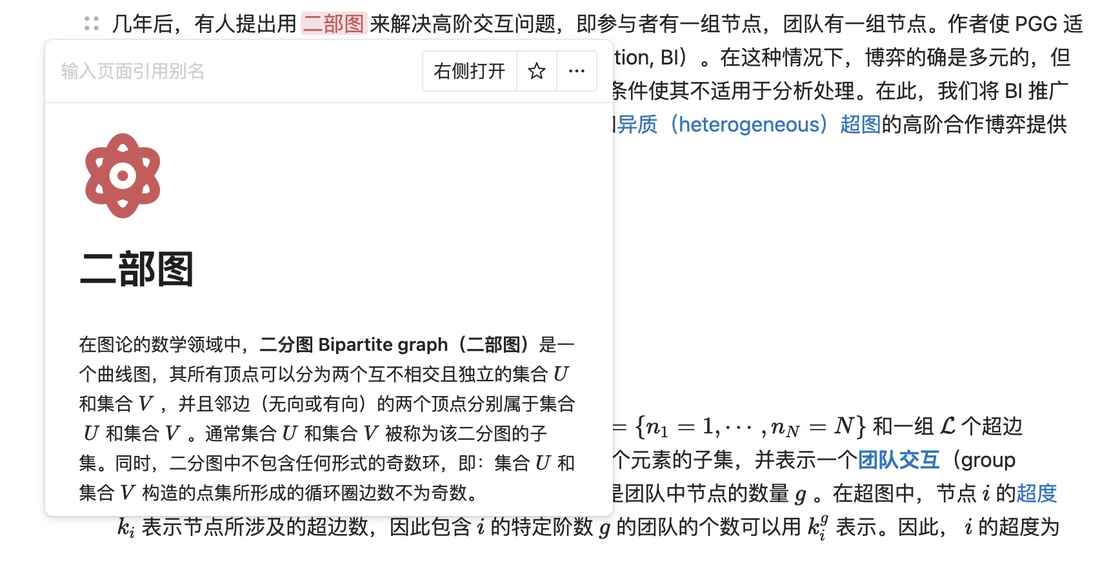 几年后，有人提出用 二部图 来解决高阶交互问题，即参与者有一组节点，团队有一组节点。作者使 PGG 适
tion, BI）。在这种情况下，博弈的确是多元的，但
条件使其不适用于分析处理。在此，我们将 BI 推广
异质（heterogeneous）超图的高阶合作博弈提供
输入页面引用别名
右侧打开
二部图
在图论的数学领域中，二分图 Bipartite graph（二部图）是一
个曲线图，其所有顶点可以分为两个互不相交且独立的集合 U
和集合 V ，并且邻边（无向或有向）的两个顶点分别属于集合
U 和集合 V 。通常集合 U 和集合 V 被称为该二分图的子
集。同时，二分图中不包含任何形式的奇数环，即：集合 U 和
集合 V 构造的点集所形成的循环圈边数不为奇数。
= {n₁ = 1, ⋯ , n_N = N} 和一组 ℒ 个超边
个元素的子集，并表示一个团队交互（group
是团队中节点的数量 g 。在超图中，节点 i 的超度
k_i 表示节点所涉及的超边数，因此包含 i 的特定阶数 g 的团队的个数可以用 k_i^g 表示。因此， i 的超度为